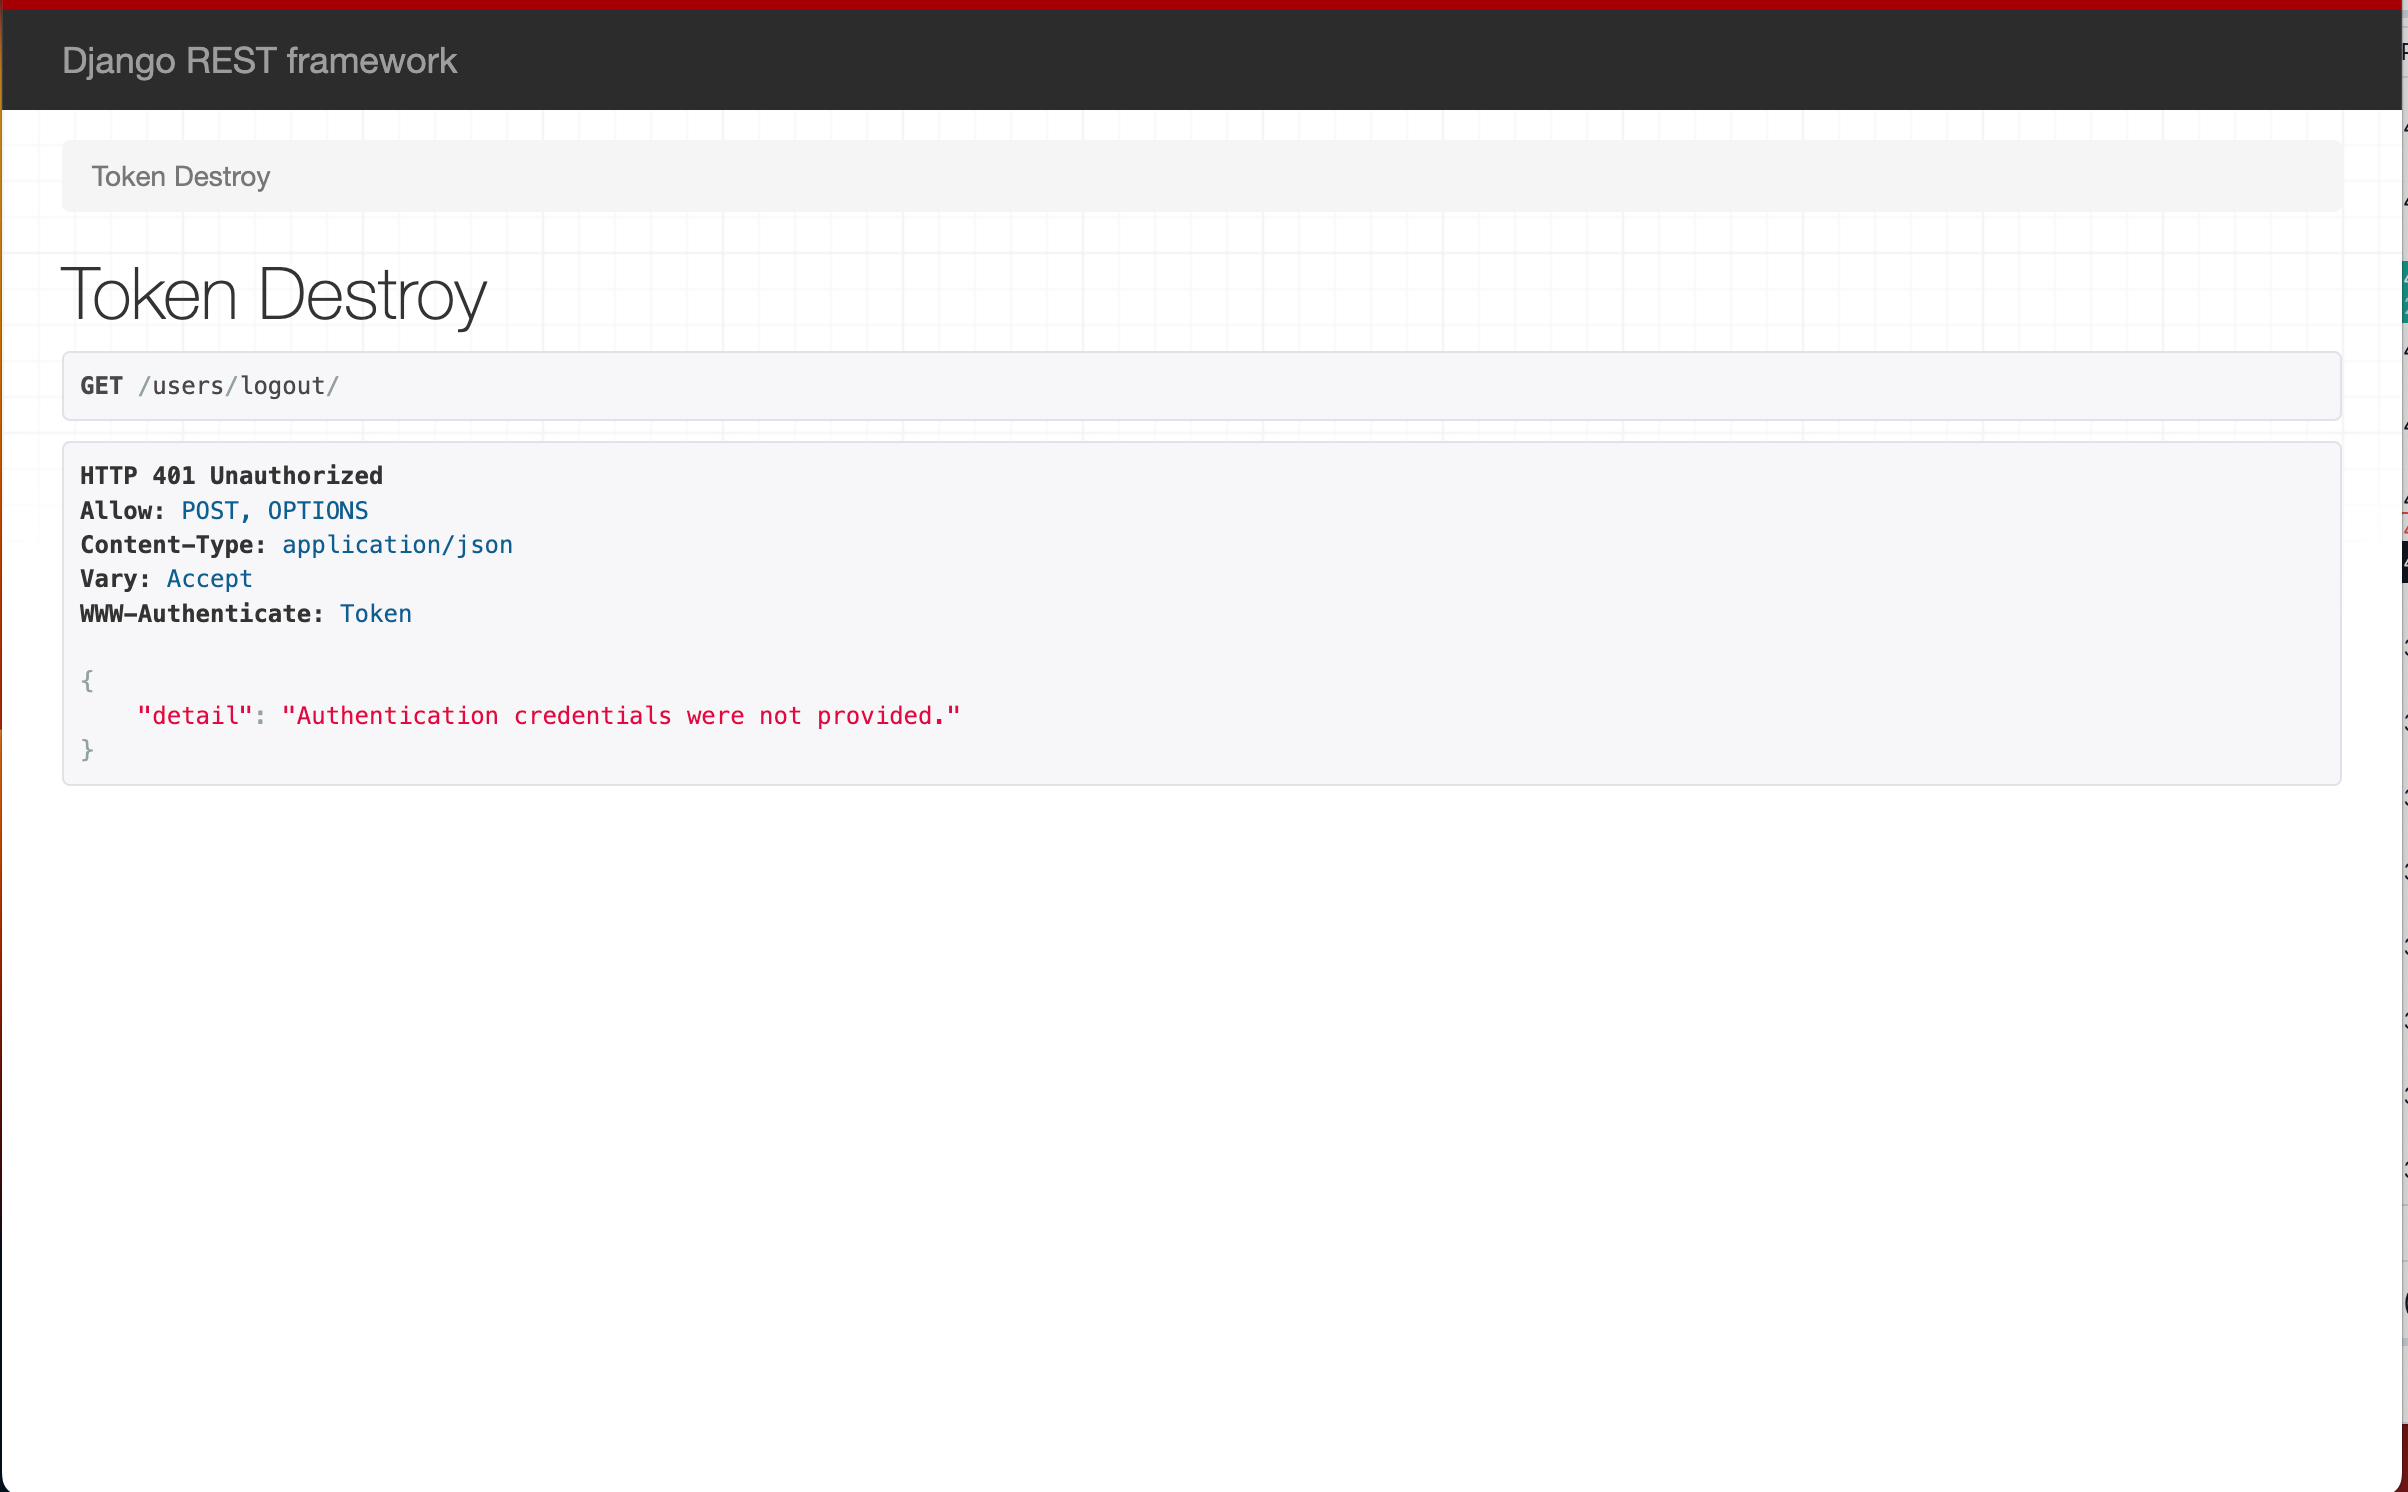 Django REST framework
Token Destroy
Token Destroy
GET /users/logout/
HTTP 401 Unauthorized
Allow: POST, OPTIONS
Content-Type: application/json
Vary: Accept
WWW-Authenticate: Token
{
    "detail": "Authentication credentials were not provided."
}